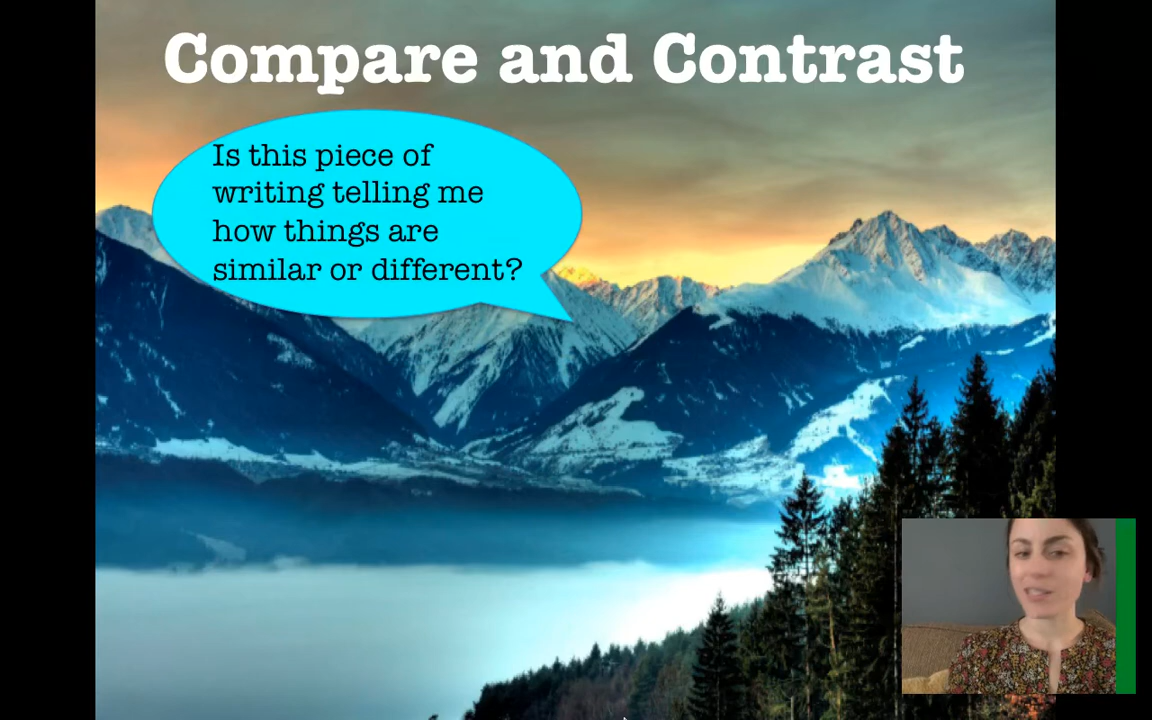 Compare and Contrast
Is this piece of
writing telling me
how things are
similar or different?